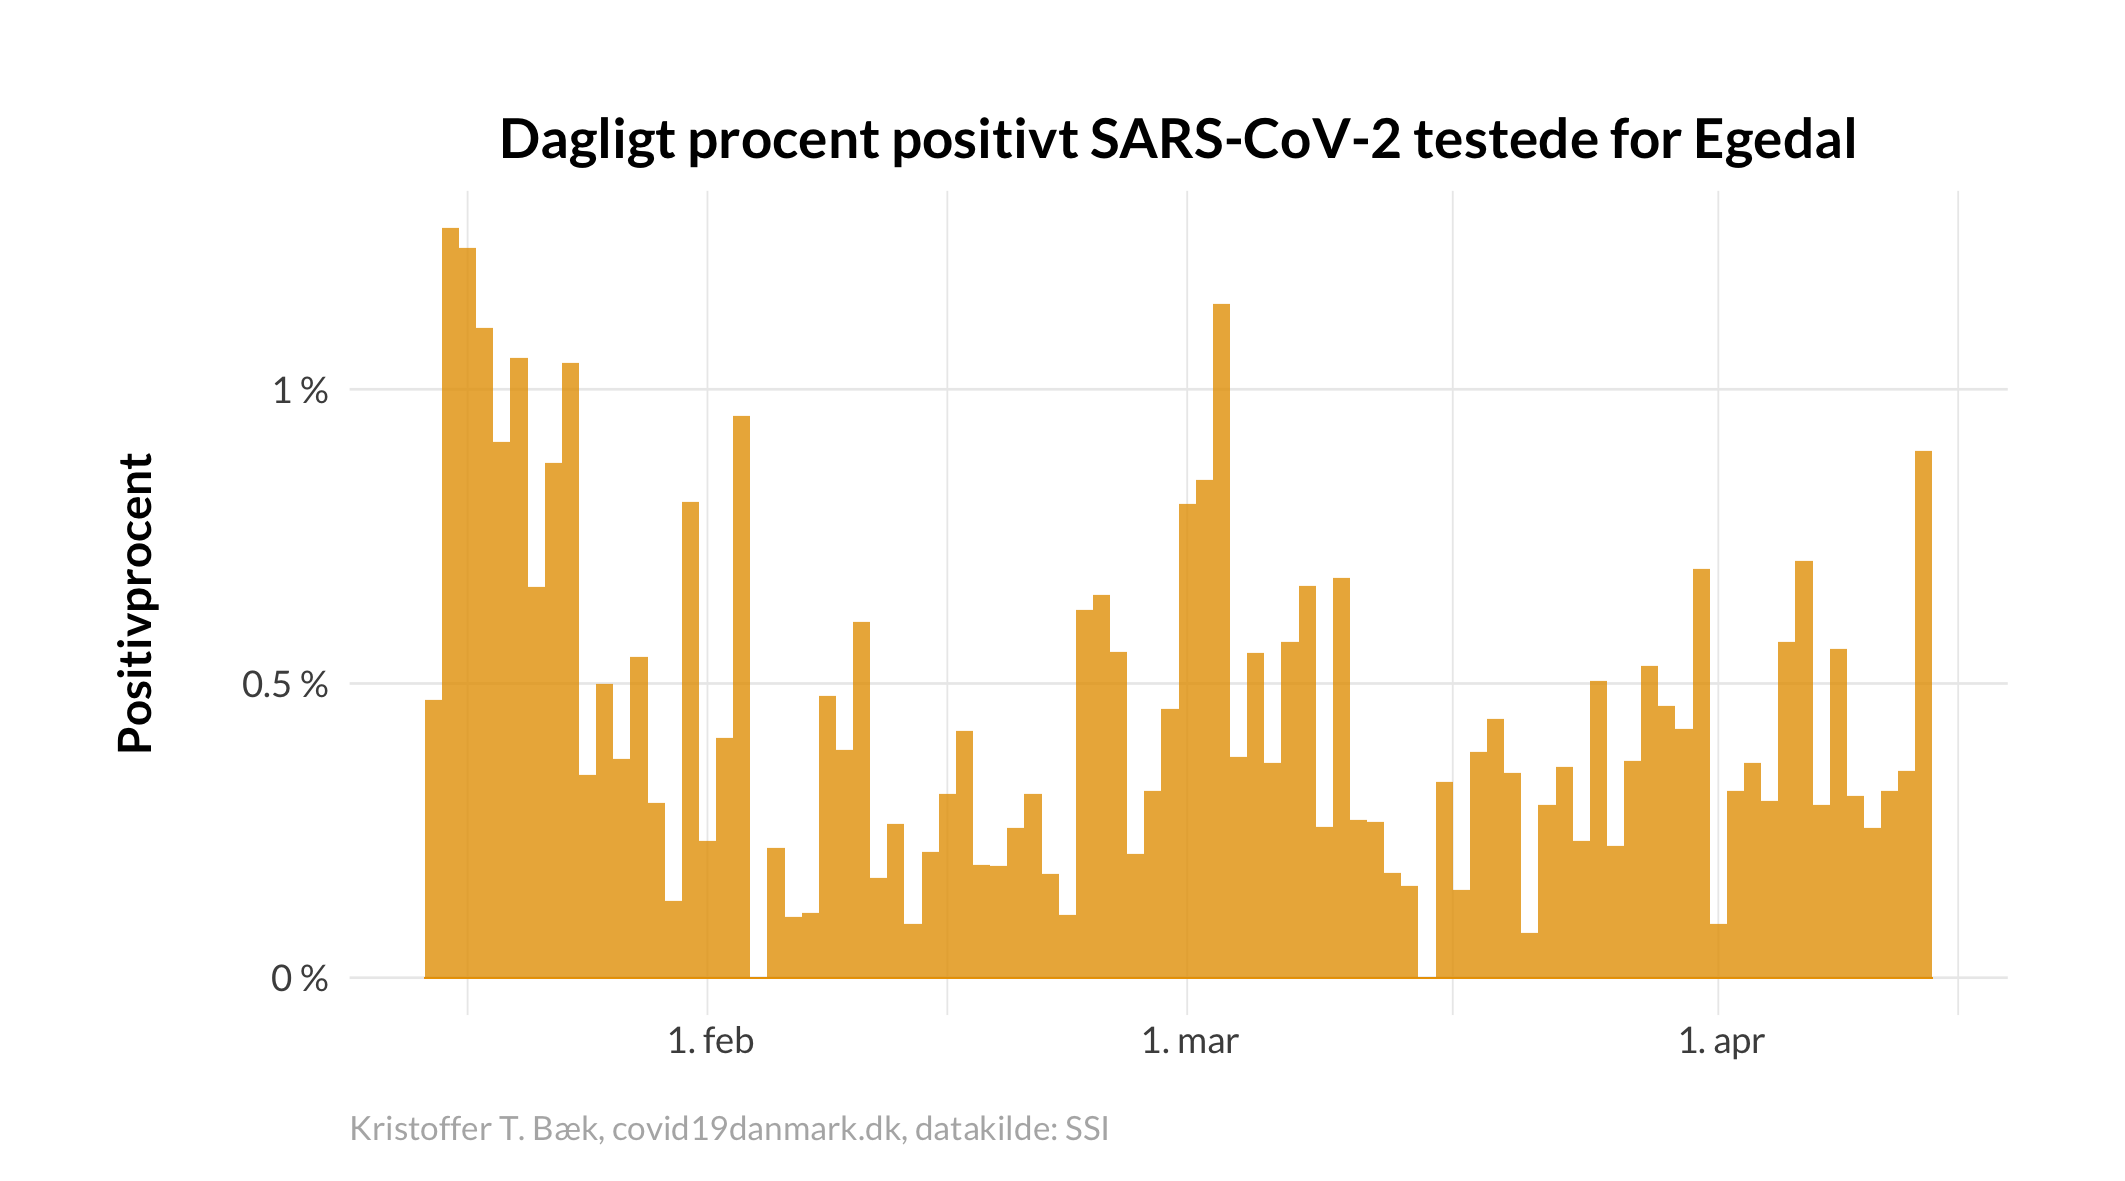 Dagligt procent positivt SARS-CoV-2 testede for Egedal
Positivprocent
1 %
0.5 %
0 %
1. feb
1. mar
1. apr
Kristoffer T. Bæk, covid19danmark.dk, datakilde: SSI